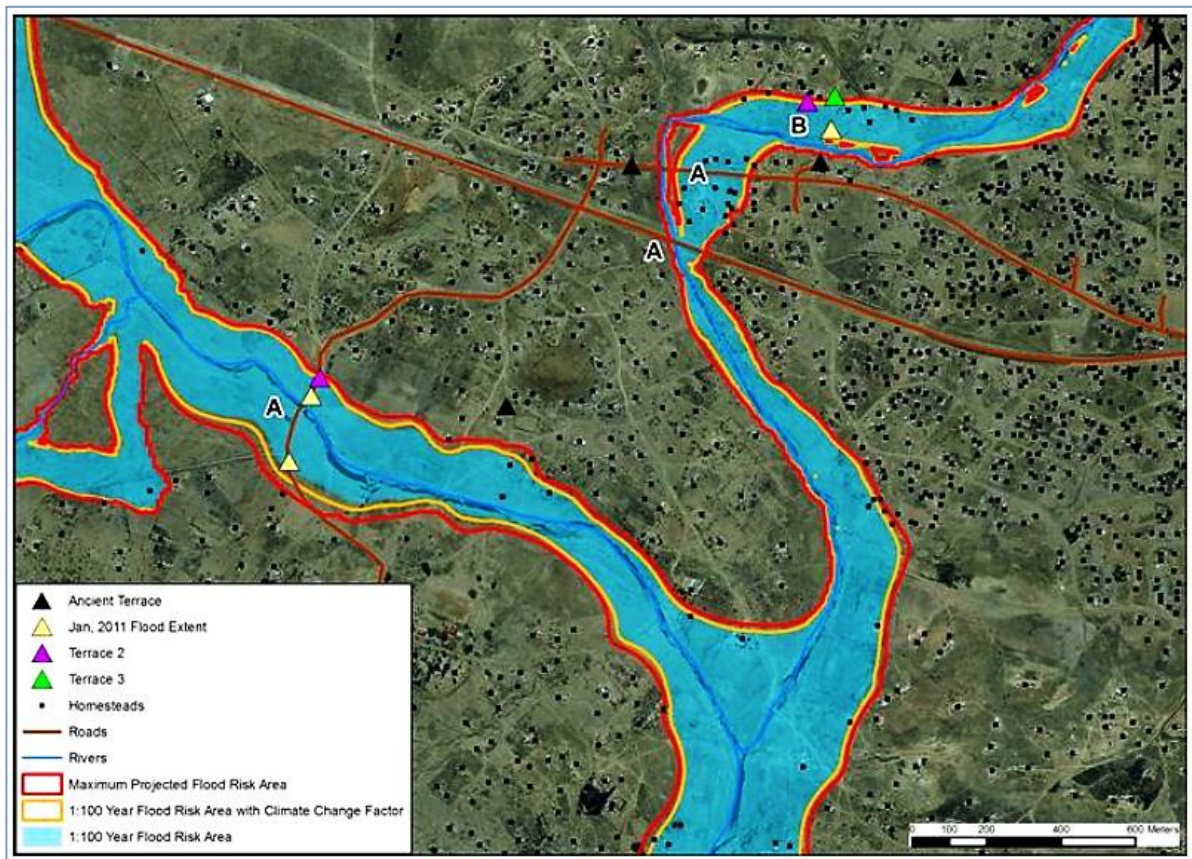 B
A
A
A
Ancient Terrace
Jan, 2011 Flood Extent
Terrace 2
Terrace 3
Homesteads
Roads
Rivers
Maximum Projected Flood Risk Area
1:100 Year Flood Risk Area with Climate Change Factor
1:100 Year Flood Risk Area
0 100 200 400 600 Meters